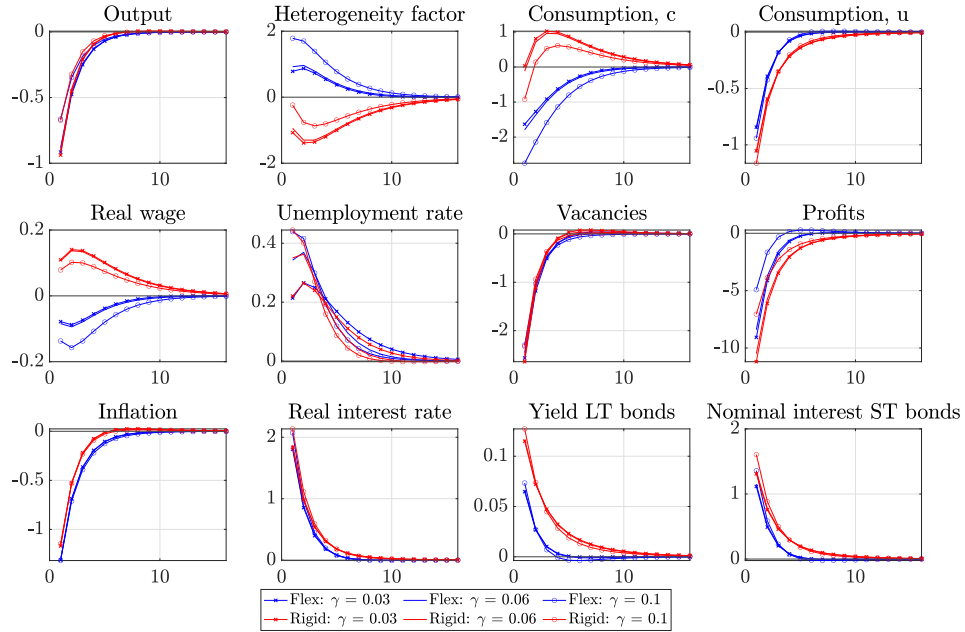 Output Heterogeneity factor Consumption, c Consumption, u
0 -0.5 -1 0 10
2 0 -2 0 10
1 0 -1 -2 0 10
0 -0.5 -1 0 10
Real wage Unemployment rate Vacancies Profits
0.2 0 -0.2 0 10
0.4 0.2 0 0 10
0 -1 -2 0 10
0 -5 -10 0 10
Inflation Real interest rate Yield LT bonds Nominal interest ST bonds
0 -0.5 -1 0 10
2 1 0 0 10
0.1 0.05 0 0 10
2 1 0 0 10
Flex: γ = 0.03 Flex: γ = 0.06 Flex: γ = 0.1
Rigid: γ = 0.03 Rigid: γ = 0.06 Rigid: γ = 0.1